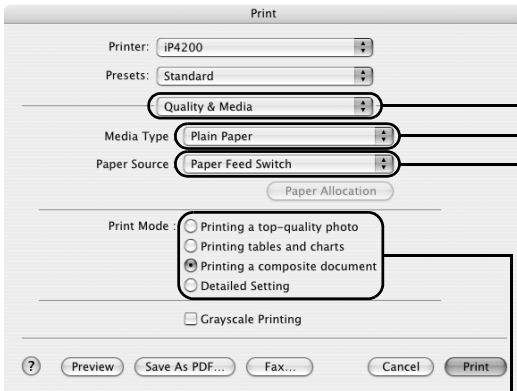 Print
Printer: iP4200
Presets: Standard
Quality & Media
Media Type Plain Paper
Paper Source Paper Feed Switch
Paper Allocation
Print Mode : Printing a top-quality photo
Printing tables and charts
Printing a composite document
Detailed Setting
Grayscale Printing
? Preview Save As PDF... Fax... Cancel Print